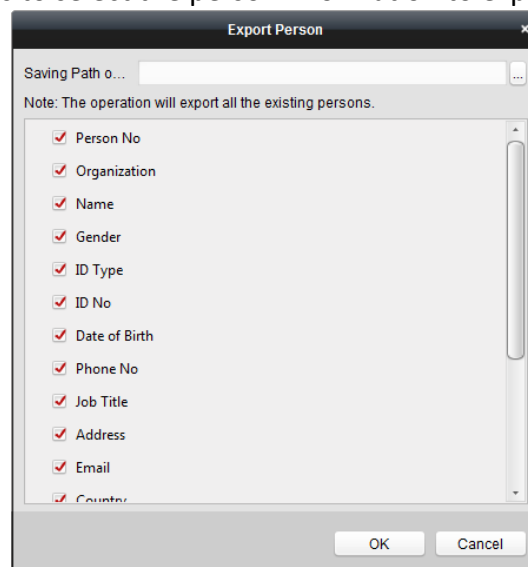 Export Person
×
Saving Path o...
...
Note: The operation will export all the existing persons.
Person No
Organization
Name
Gender
ID Type
ID No
Date of Birth
Phone No
Job Title
Address
Email
Country
OK
Cancel